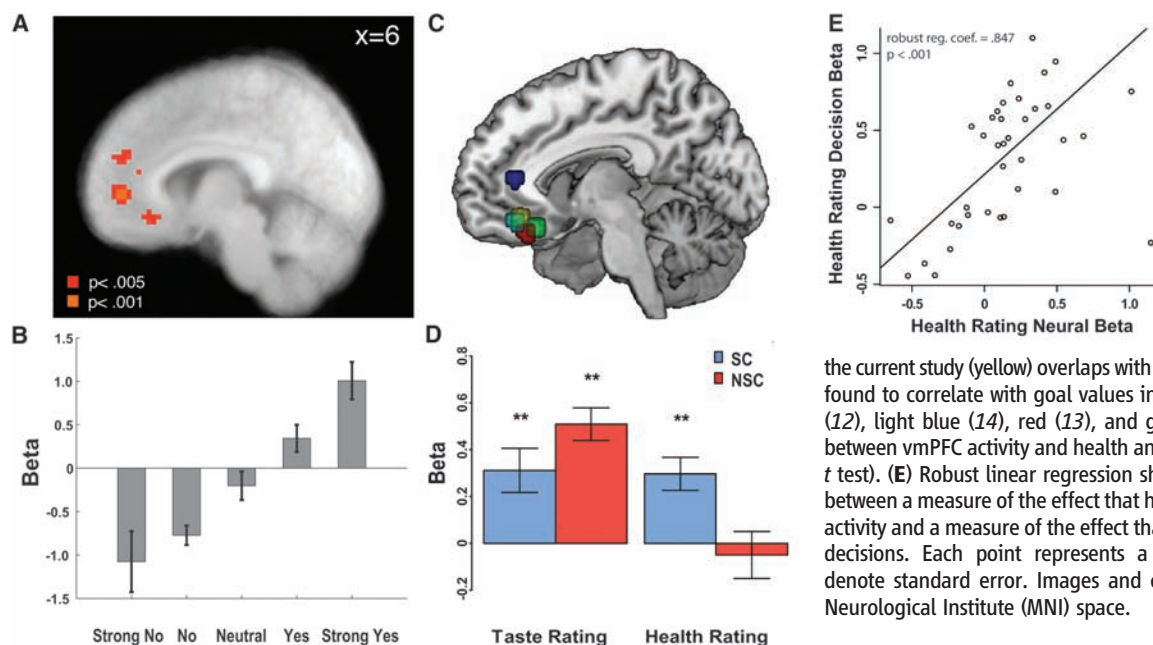 A
x=6
p< .005
p< .001
B
1.5
1.0
0.5
0
-0.5
-1.0
-1.5
Beta
Strong No No Neutral Yes Strong Yes
C
D
0.8
0.6
0.4
0.2
0
-0.2
Beta
SC
NSC
**
**
**
Taste Rating Health Rating
E
robust reg. coef. = .847
p < .001
1.0
0.5
0
-0.5
Health Rating Decision Beta
-0.5 0 0.5 1.0
Health Rating Neural Beta
the current study (yellow) overlaps with
found to correlate with goal values in
(12), light blue (14), red (13), and g
between vmPFC activity and health an
t test). (E) Robust linear regression sh
between a measure of the effect that h
activity and a measure of the effect tha
decisions. Each point represents a
denote standard error. Images and c
Neurological Institute (MNI) space.